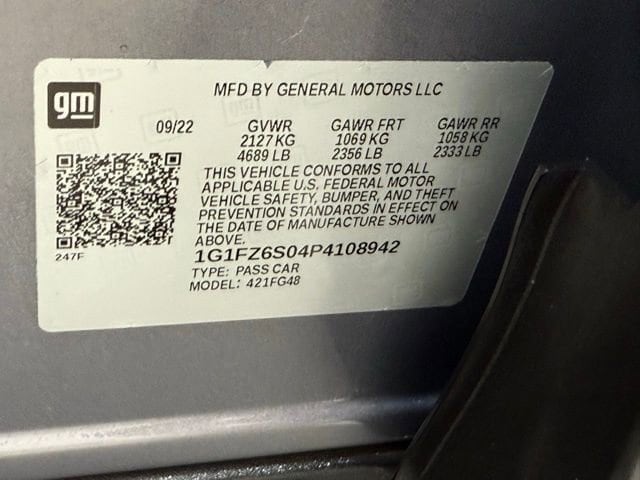 gm
MFD BY GENERAL MOTORS LLC
09/22 GVWR GAWR FRT GAWR RR
2127 KG 1069 KG 1058 KG
4689 LB 2356 LB 2333 LB
THIS VEHICLE CONFORMS TO ALL
APPLICABLE U.S. FEDERAL MOTOR
VEHICLE SAFETY, BUMPER, AND THEFT
PREVENTION STANDARDS IN EFFECT ON
THE DATE OF MANUFACTURE SHOWN
ABOVE.
247F
1G1FZ6S04P4108942
TYPE: PASS CAR
MODEL: 421FG48